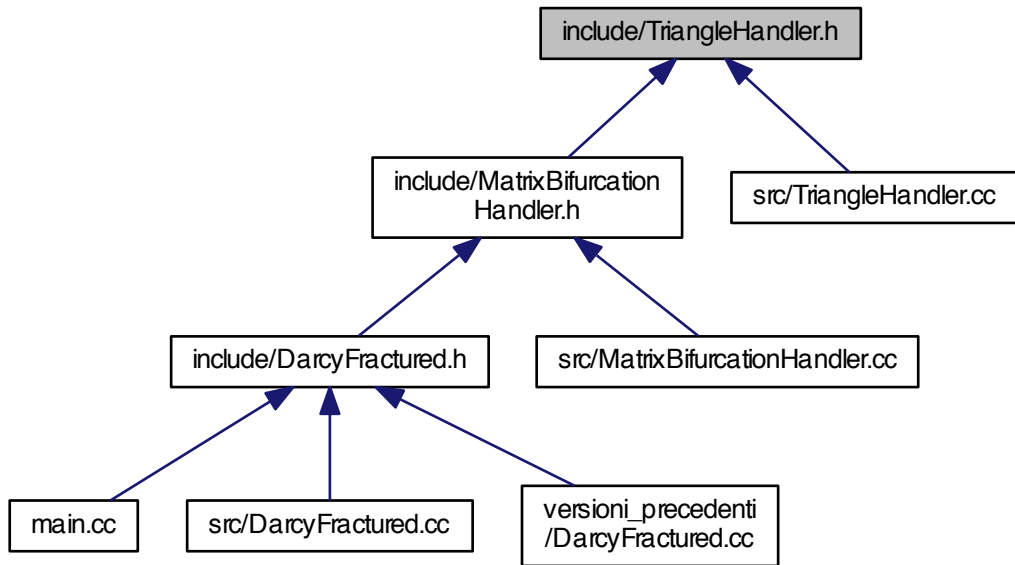 include/TriangleHandler.h
include/MatrixBifurcation
Handler.h
src/TriangleHandler.cc
include/DarcyFractured.h
src/MatrixBifurcationHandler.cc
main.cc
src/DarcyFractured.cc
versioni_precedenti
/DarcyFractured.cc